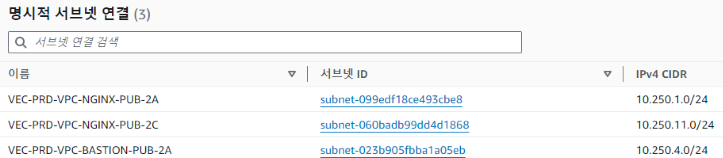 명시적 서브넷 연결 (3)
서브넷 연결 검색
이름 서브넷 ID IPv4 CIDR
VEC-PRD-VPC-NGINX-PUB-2A subnet-099edf18ce493cbe8 10.250.1.0/24
VEC-PRD-VPC-NGINX-PUB-2C subnet-060badb99dd4d1868 10.250.11.0/24
VEC-PRD-VPC-BASTION-PUB-2A subnet-023b905fbba1a05eb 10.250.4.0/24